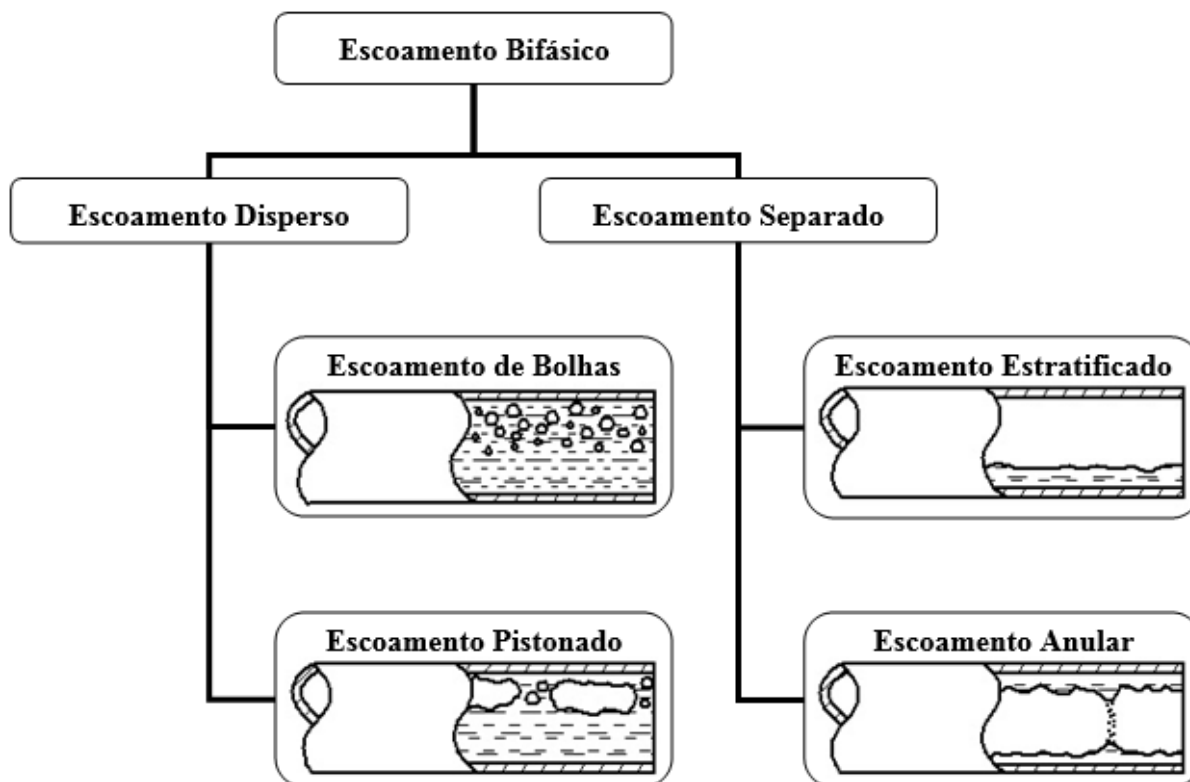 Escoamento Bifásico
Escoamento Disperso
Escoamento Separado
Escoamento de Bolhas
Escoamento Estratificado
Escoamento Pistonado
Escoamento Anular